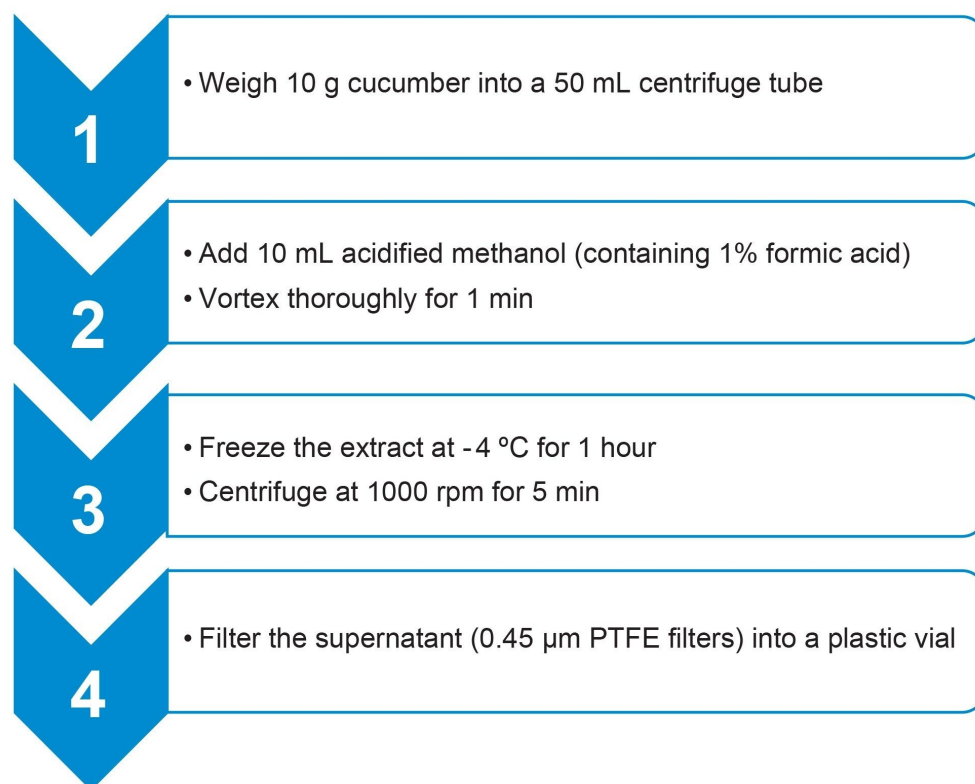 1
• Weigh 10 g cucumber into a 50 mL centrifuge tube
2
• Add 10 mL acidified methanol (containing 1% formic acid)
• Vortex thoroughly for 1 min
3
• Freeze the extract at -4 ºC for 1 hour
• Centrifuge at 1000 rpm for 5 min
4
• Filter the supernatant (0.45 µm PTFE filters) into a plastic vial